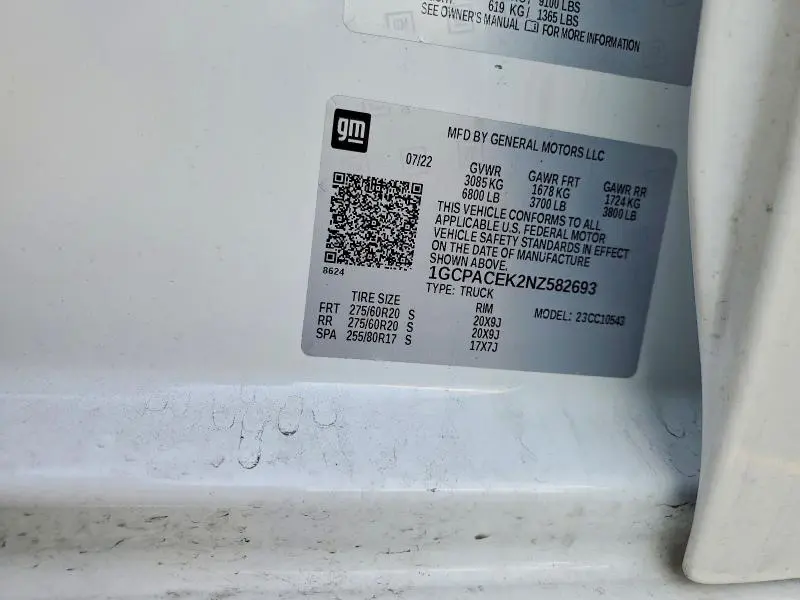 9100 LBS
619 KG/ 1365 LBS
SEE OWNER'S MANUAL FOR MORE INFORMATION
gm
MFD BY GENERAL MOTORS LLC
07/22
GVWR GAWR FRT GAWR RR
3085 KG 1678 KG 1724 KG
6800 LB 3700 LB 3800 LB
THIS VEHICLE CONFORMS TO ALL
APPLICABLE U.S. FEDERAL MOTOR
VEHICLE SAFETY STANDARDS IN EFFECT
ON THE DATE OF MANUFACTURE
SHOWN ABOVE.
8624
1GCPACEK2NZ582693
TYPE: TRUCK
TIRE SIZE RIM MODEL: 23CC10543
FRT 275/60R20 S 20X9J
RR 275/60R20 S 20X9J
SPA 255/80R17 S 17X7J